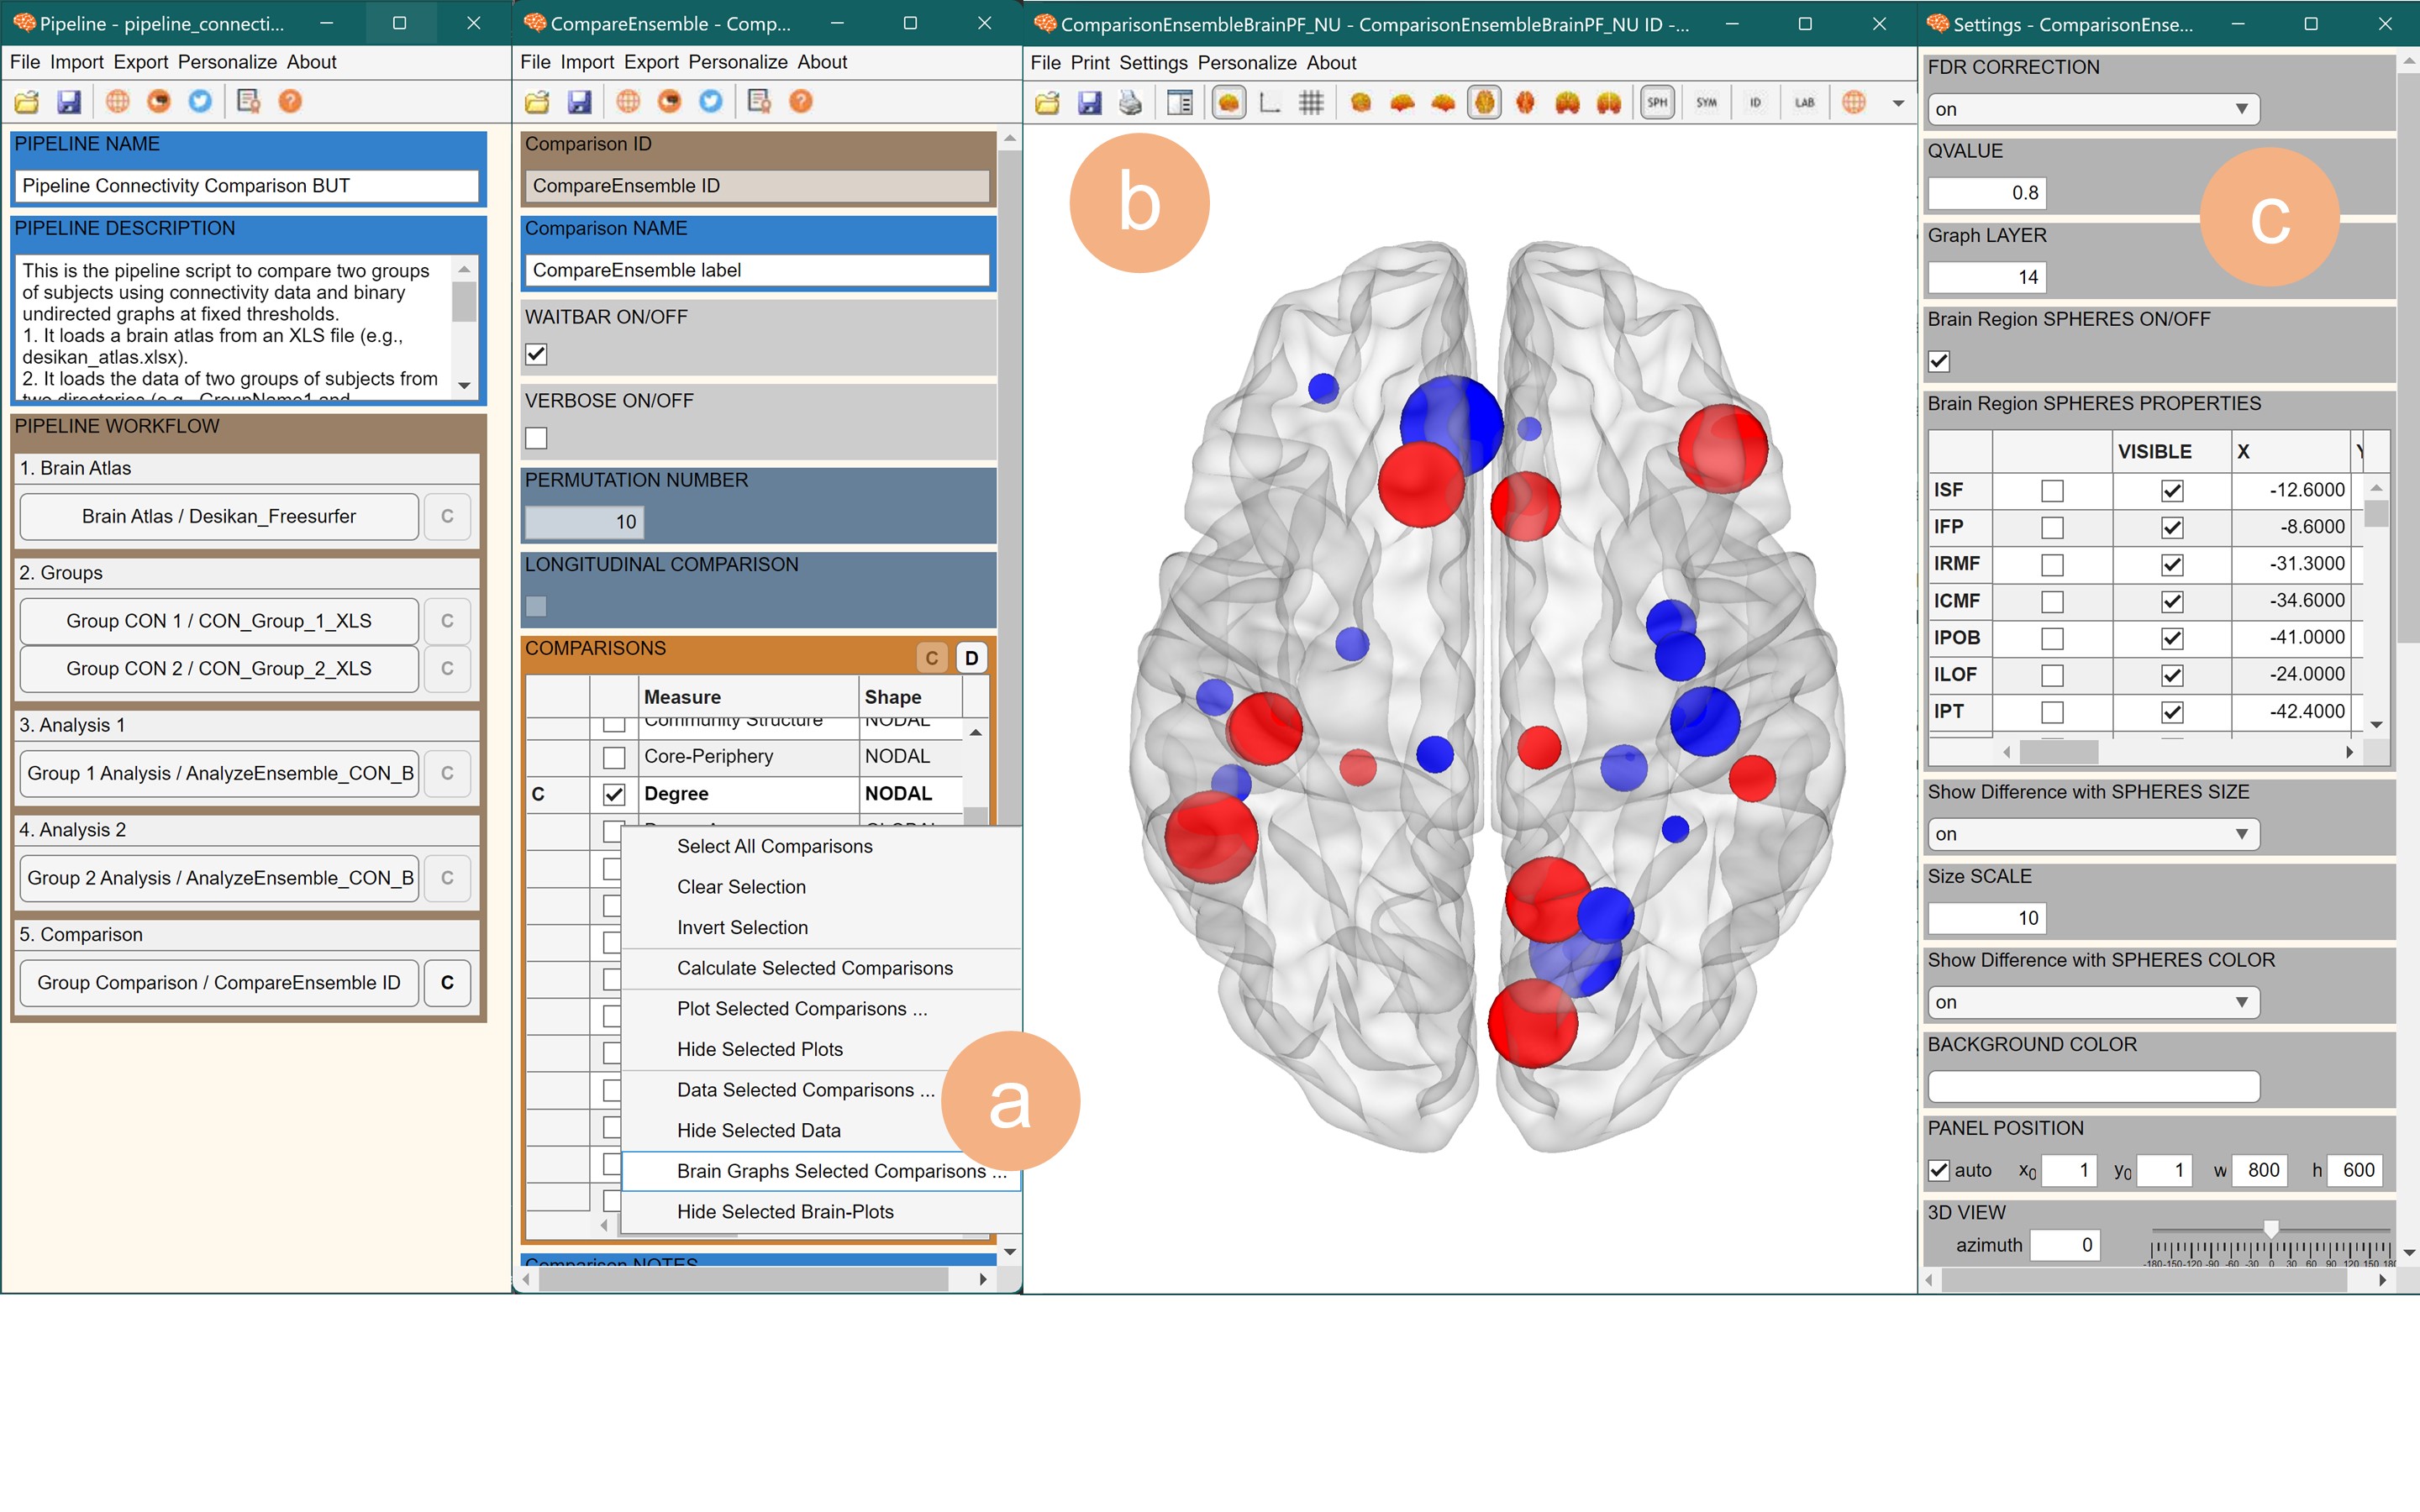 Pipeline - pipeline_connecti...
File Import Export Personalize About
PIPELINE NAME
Pipeline Connectivity Comparison BUT
PIPELINE DESCRIPTION
This is the pipeline script to compare two groups
of subjects using connectivity data and binary
undirected graphs at fixed thresholds.
1. It loads a brain atlas from an XLS file (e.g.,
desikan_atlas.xlsx).
2. It loads the data of two groups of subjects from
two directories (e.g., GroupName1 and
PIPELINE WORKFLOW
1. Brain Atlas
Brain Atlas / Desikan_Freesurfer C
2. Groups
Group CON 1 / CON_Group_1_XLS C
Group CON 2 / CON_Group_2_XLS C
3. Analysis 1
Group 1 Analysis / AnalyzeEnsemble_CON_B C
4. Analysis 2
Group 2 Analysis / AnalyzeEnsemble_CON_B C
5. Comparison
Group Comparison / CompareEnsemble ID C
CompareEnsemble - Comp...
File Import Export Personalize About
Comparison ID
CompareEnsemble ID
Comparison NAME
CompareEnsemble label
WAITBAR ON/OFF
VERBOSE ON/OFF
PERMUTATION NUMBER
10
LONGITUDINAL COMPARISON
COMPARISONS C D
Measure Shape
Community Structure NODAL
Core-Periphery NODAL
C Degree NODAL
Select All Comparisons
Clear Selection
Invert Selection
Calculate Selected Comparisons
Plot Selected Comparisons ...
Hide Selected Plots
Data Selected Comparisons ...
Hide Selected Data
Brain Graphs Selected Comparisons ...
Hide Selected Brain-Plots
Comparison NOTES
a
ComparisonEnsembleBrainPF_NU - ComparisonEnsembleBrainPF_NU ID -...
File Print Settings Personalize About
SPH SYM ID LAB
b
Settings - ComparisonEnse...
FDR CORRECTION
on
QVALUE
0.8
c
Graph LAYER
14
Brain Region SPHERES ON/OFF
Brain Region SPHERES PROPERTIES
VISIBLE X Y
lSF -12.6000
lFP -8.6000
lRMF -31.3000
lCMF -34.6000
lPOB -41.0000
lLOF -24.0000
lPT -42.4000
Show Difference with SPHERES SIZE
on
Size SCALE
10
Show Difference with SPHERES COLOR
on
BACKGROUND COLOR
PANEL POSITION
auto x0 1 y0 1 w 800 h 600
3D VIEW
azimuth 0
-180 -150 -120 -90 -60 -30 0 30 60 90 120 150 180